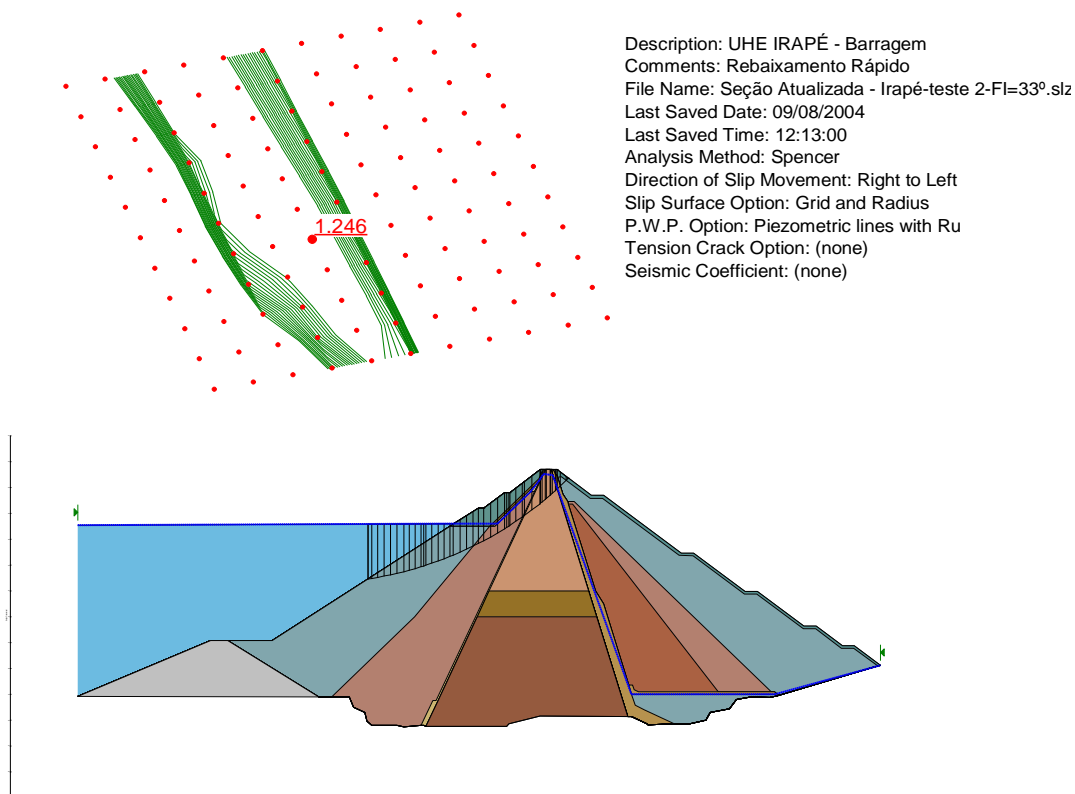 Description: UHE IRAPÉ - Barragem
Comments: Rebaixamento Rápido
File Name: Seção Atualizada - Irapé-teste 2-FI=33º.slz
Last Saved Date: 09/08/2004
Last Saved Time: 12:13:00
Analysis Method: Spencer
Direction of Slip Movement: Right to Left
Slip Surface Option: Grid and Radius
P.W.P. Option: Piezometric lines with Ru
Tension Crack Option: (none)
Seismic Coefficient: (none)
1.246